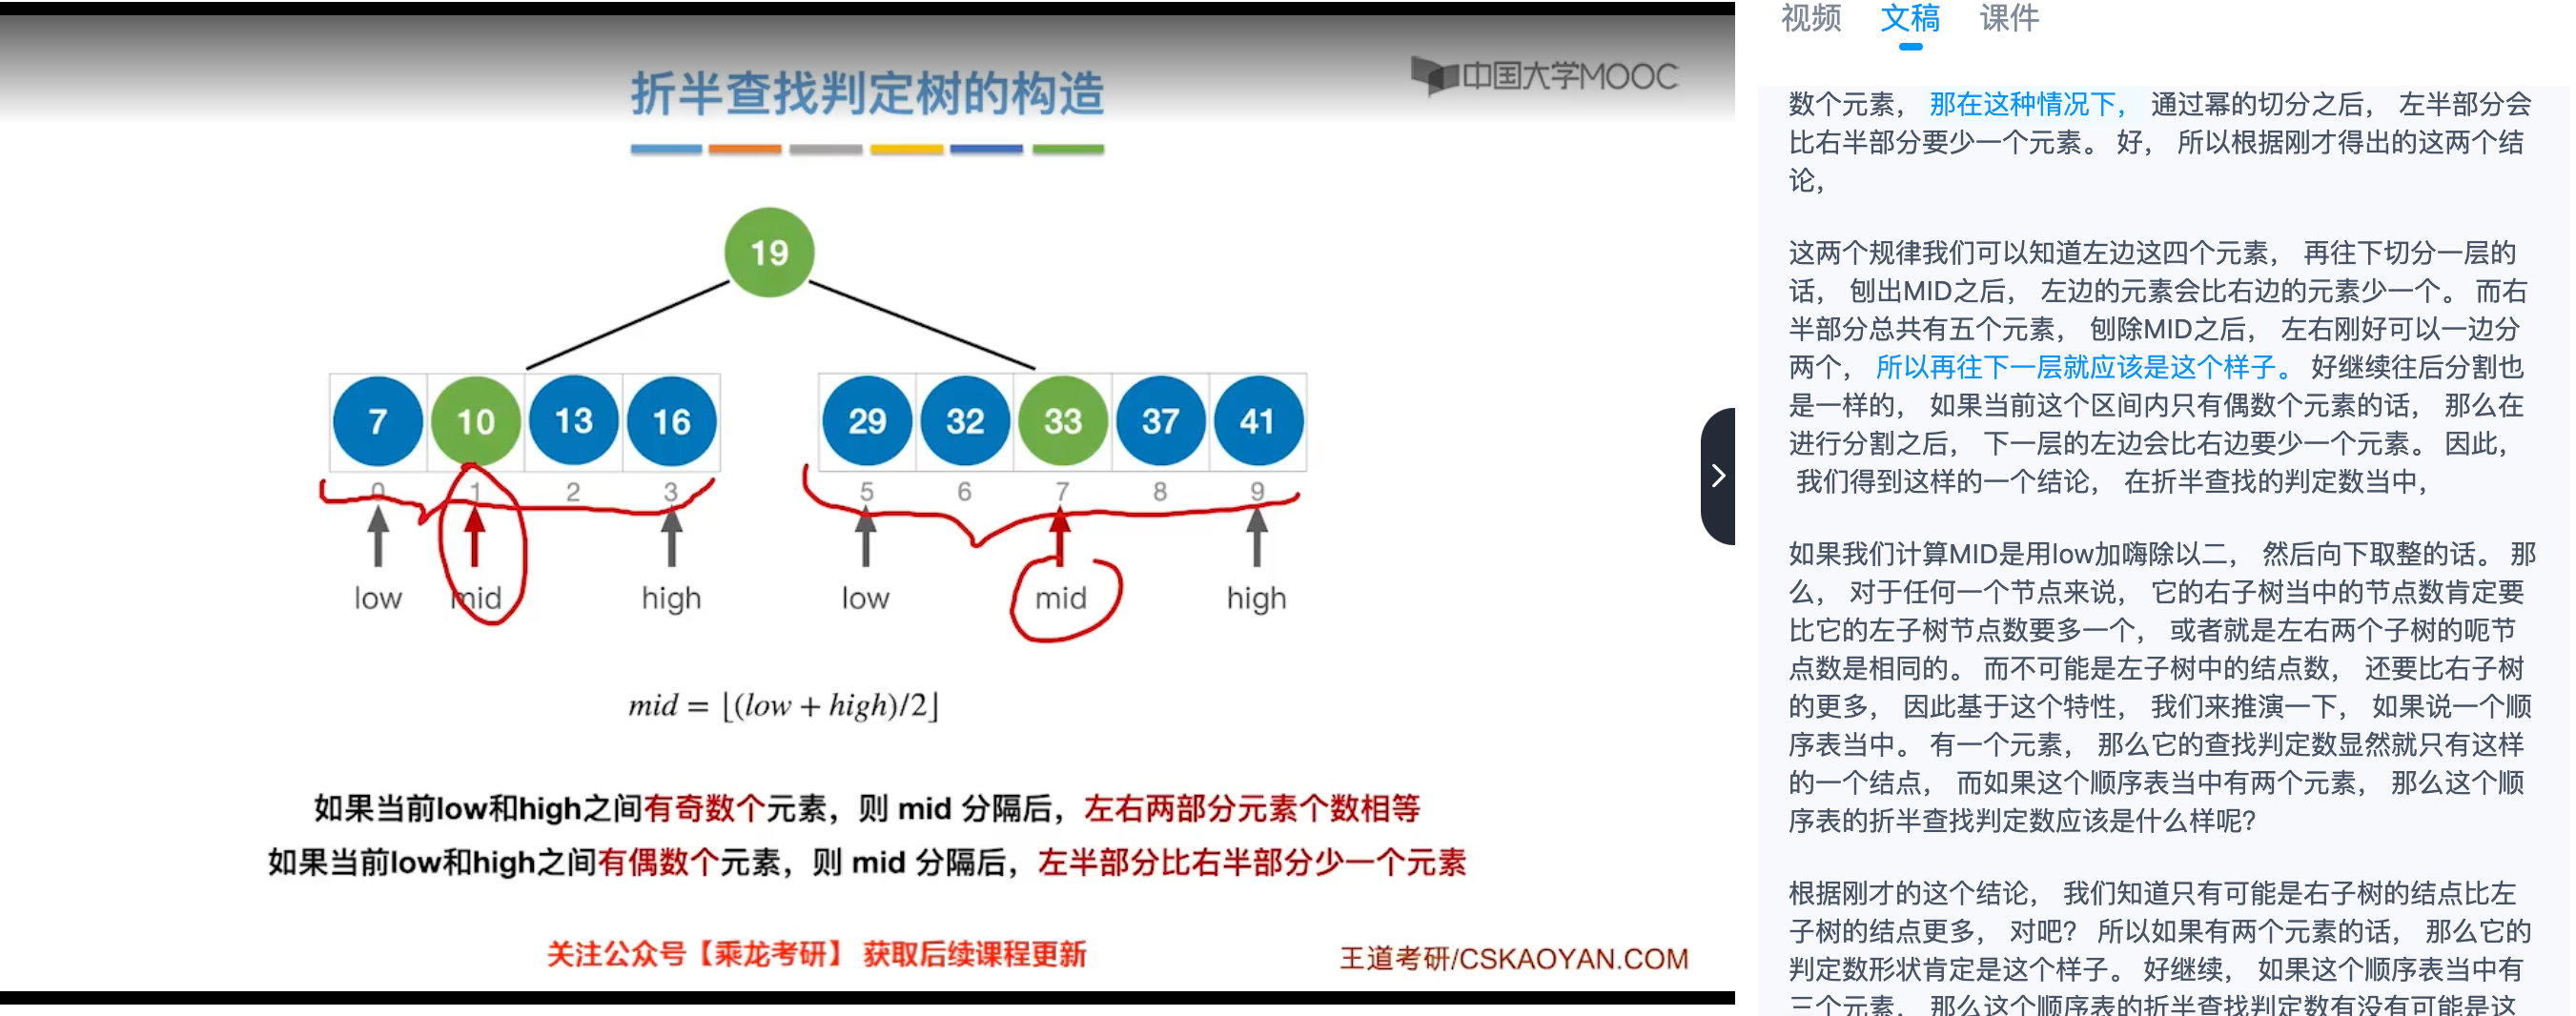 折半查找判定树的构造
中国大学MOOC
19
7 10 13 16
29 32 33 37 41
0 1 2 3
5 6 7 8 9
low mid high
low mid high
mid = ⌊(low + high)/2⌋
如果当前low和high之间有奇数个元素，则 mid 分隔后，左右两部分元素个数相等
如果当前low和high之间有偶数个元素，则 mid 分隔后，左半部分比右半部分少一个元素
关注公众号【乘龙考研】 获取后续课程更新
王道考研/CSKAOYAN.COM
视频 文稿 课件
数个元素， 那在这种情况下， 通过幂的切分之后， 左半部分会
比右半部分要少一个元素。 好， 所以根据刚才得出的这两个结
论，
这两个规律我们可以知道左边这四个元素， 再往下切分一层的
话， 刨出MID之后， 左边的元素会比右边的元素少一个。 而右
半部分总共有五个元素， 刨除MID之后， 左右刚好可以一边分
两个， 所以再往下一层就应该是这个样子。 好继续往后分割也
是一样的， 如果当前这个区间内只有偶数个元素的话， 那么在
进行分割之后， 下一层的左边会比右边要少一个元素。 因此，
我们得到这样的一个结论， 在折半查找的判定数当中，
如果我们计算MID是用low加嗨除以二， 然后向下取整的话。 那
么， 对于任何一个节点来说， 它的右子树当中的节点数肯定要
比它的左子树节点数要多一个， 或者就是左右两个子树的呃节
点数是相同的。 而不可能是左子树中的结点数， 还要比右子树
的更多， 因此基于这个特性， 我们来推演一下， 如果说一个顺
序表当中。 有一个元素， 那么它的查找判定数显然就只有这样
的一个结点， 而如果这个顺序表当中有两个元素， 那么这个顺
序表的折半查找判定数应该是什么样呢?
根据刚才的这个结论， 我们知道只有可能是右子树的结点比左
子树的结点更多， 对吧? 所以如果有两个元素的话， 那么它的
判定数形状肯定是这个样子。 好继续， 如果这个顺序表当中有
三个元素， 那么这个顺序表的折半查找判定数有没有可能是这